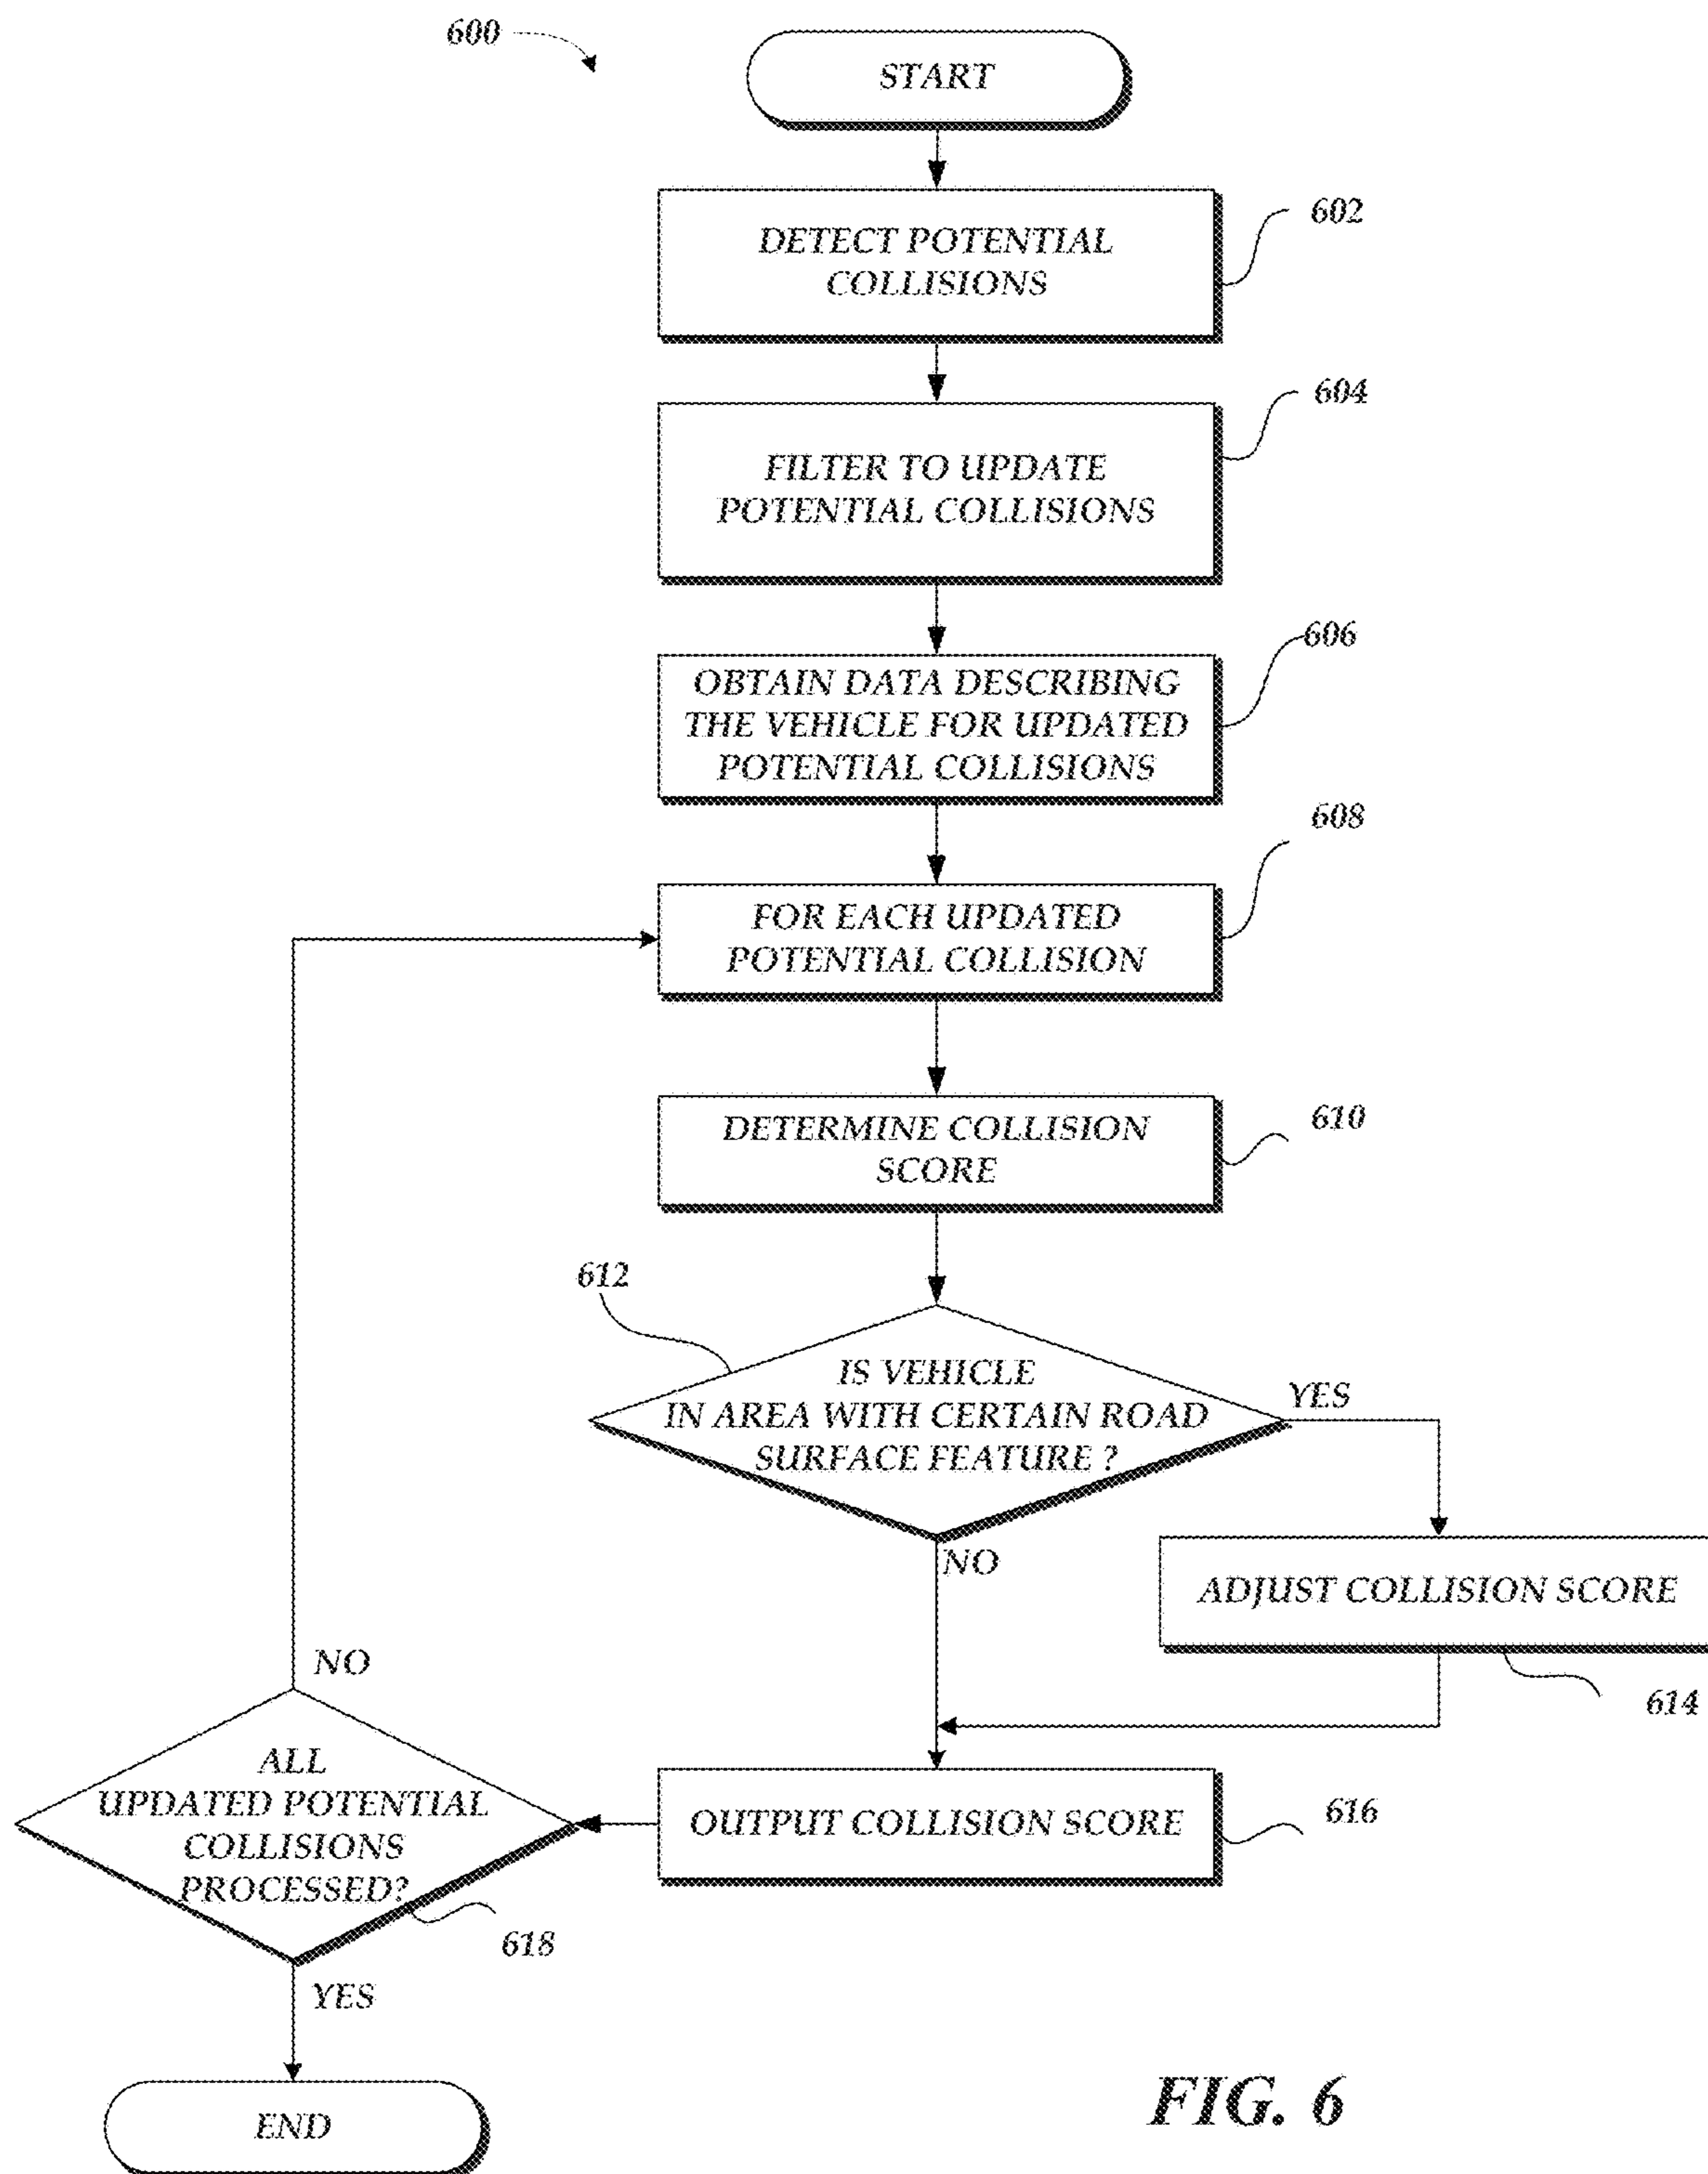 600
START
DETECT POTENTIAL
COLLISIONS
602
FILTER TO UPDATE
POTENTIAL COLLISIONS
604
OBTAIN DATA DESCRIBING
THE VEHICLE FOR UPDATED
POTENTIAL COLLISIONS
606
FOR EACH UPDATED
POTENTIAL COLLISION
608
DETERMINE COLLISION
SCORE
610
612
IS VEHICLE
IN AREA WITH CERTAIN ROAD
SURFACE FEATURE ?
YES
NO
ADJUST COLLISION SCORE
614
OUTPUT COLLISION SCORE
616
NO
ALL
UPDATED POTENTIAL
COLLISIONS
PROCESSED?
618
YES
END
FIG. 6